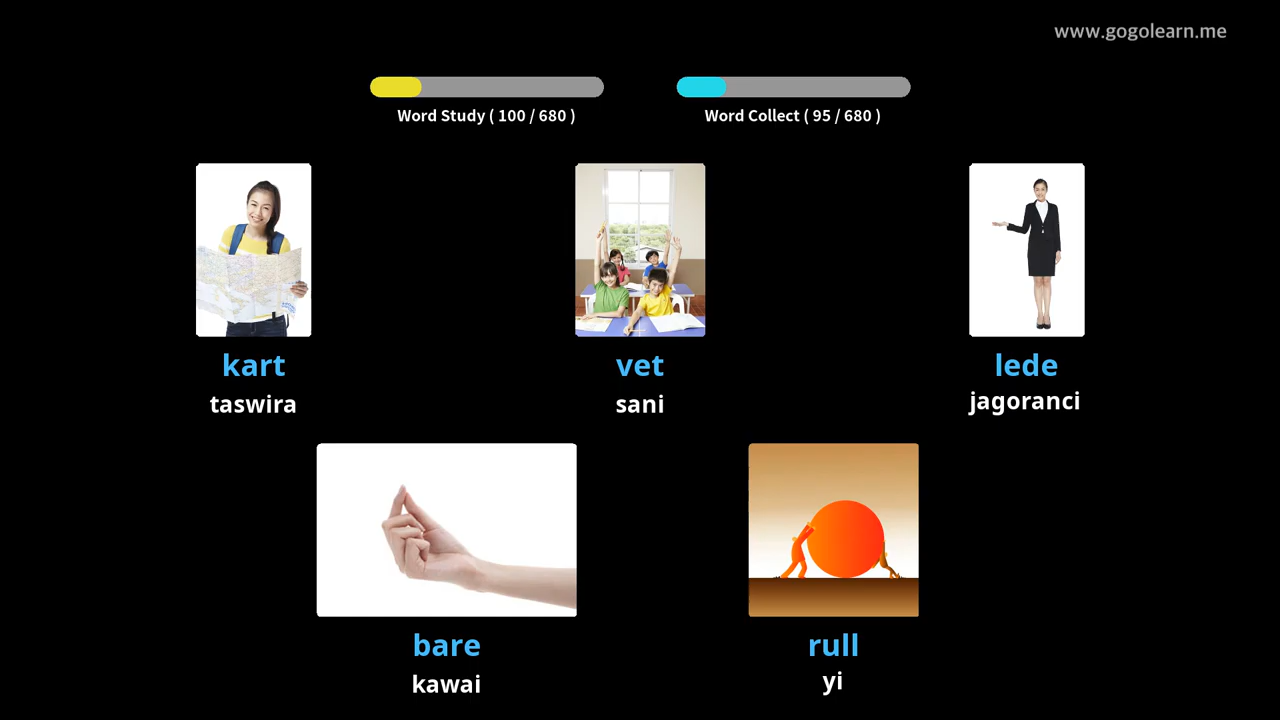 www.gogolearn.me
Word Study ( 100 / 680 )
Word Collect ( 95 / 680 )
kart
taswira
vet
sani
lede
jagoranci
bare
kawai
rull
yi